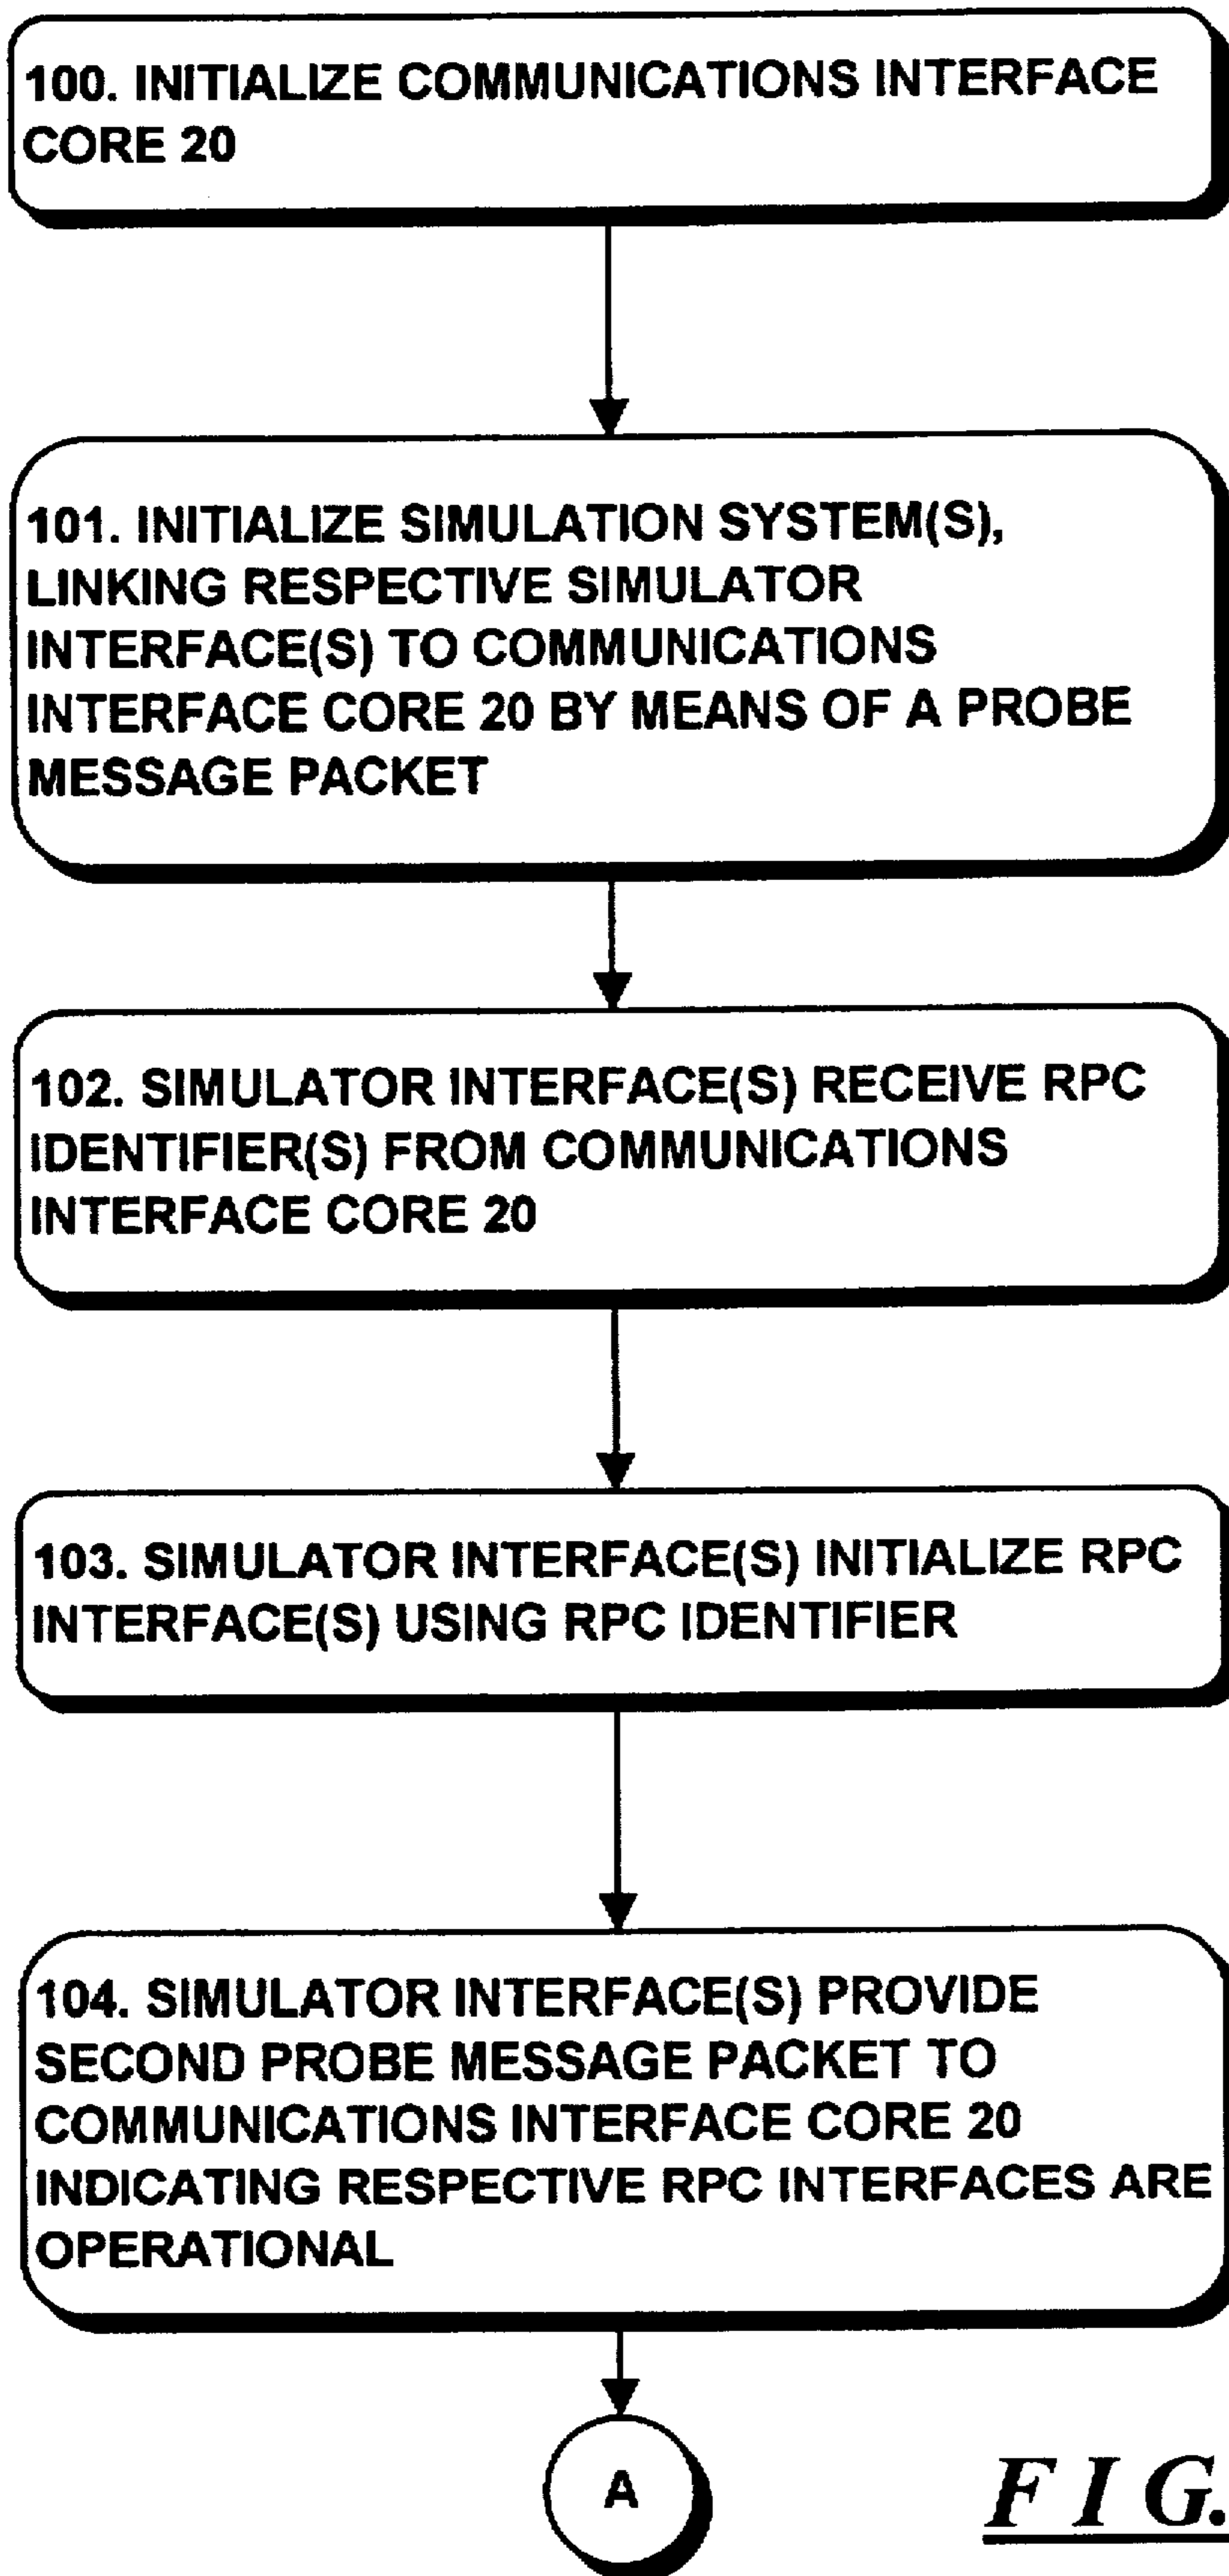 100. INITIALIZE COMMUNICATIONS INTERFACE
CORE 20
101. INITIALIZE SIMULATION SYSTEM(S),
LINKING RESPECTIVE SIMULATOR
INTERFACE(S) TO COMMUNICATIONS
INTERFACE CORE 20 BY MEANS OF A PROBE
MESSAGE PACKET
102. SIMULATOR INTERFACE(S) RECEIVE RPC
IDENTIFIER(S) FROM COMMUNICATIONS
INTERFACE CORE 20
103. SIMULATOR INTERFACE(S) INITIALIZE RPC
INTERFACE(S) USING RPC IDENTIFIER
104. SIMULATOR INTERFACE(S) PROVIDE
SECOND PROBE MESSAGE PACKET TO
COMMUNICATIONS INTERFACE CORE 20
INDICATING RESPECTIVE RPC INTERFACES ARE
OPERATIONAL
A
FIG.